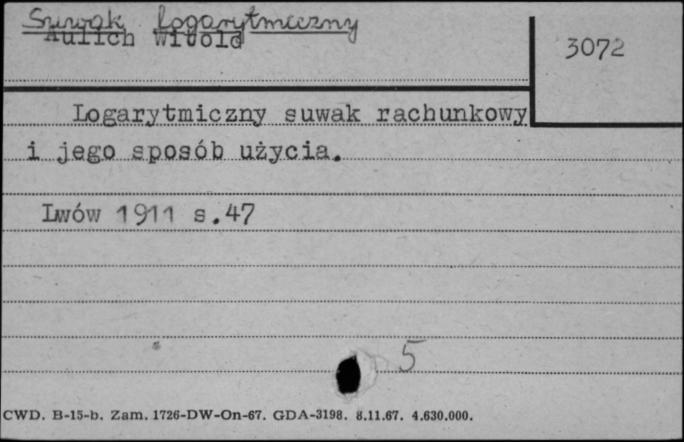 Suwak Logarytmiczny
Aulich Witold
3072
Logarytmiczny suwak rachunkowy
i jego sposób użycia.
Lwów 1911 s.47
5
CWD. B-15-b. Zam. 1726-DW-On-67. GDA-3198. 8.11.67. 4.630.000.